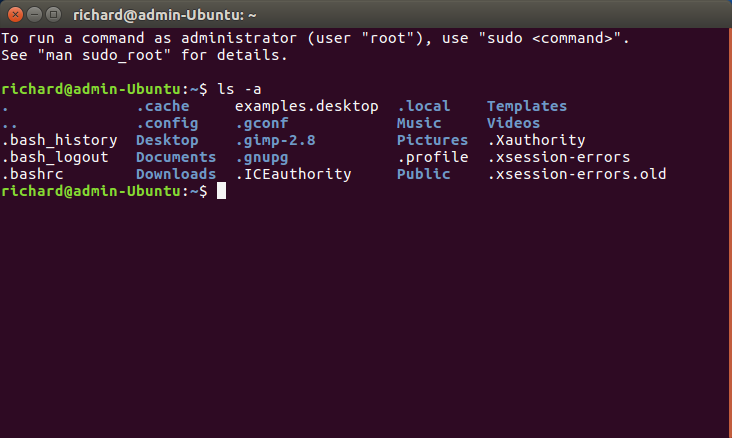 richard@admin-Ubuntu: ~
To run a command as administrator (user "root"), use "sudo <command>".
See "man sudo_root" for details.
richard@admin-Ubuntu:~$ ls -a
. .cache examples.desktop .local Templates
.. .config .gconf Music Videos
.bash_history Desktop .gimp-2.8 Pictures .Xauthority
.bash_logout Documents .gnupg .profile .xsession-errors
.bashrc Downloads .ICEauthority Public .xsession-errors.old
richard@admin-Ubuntu:~$